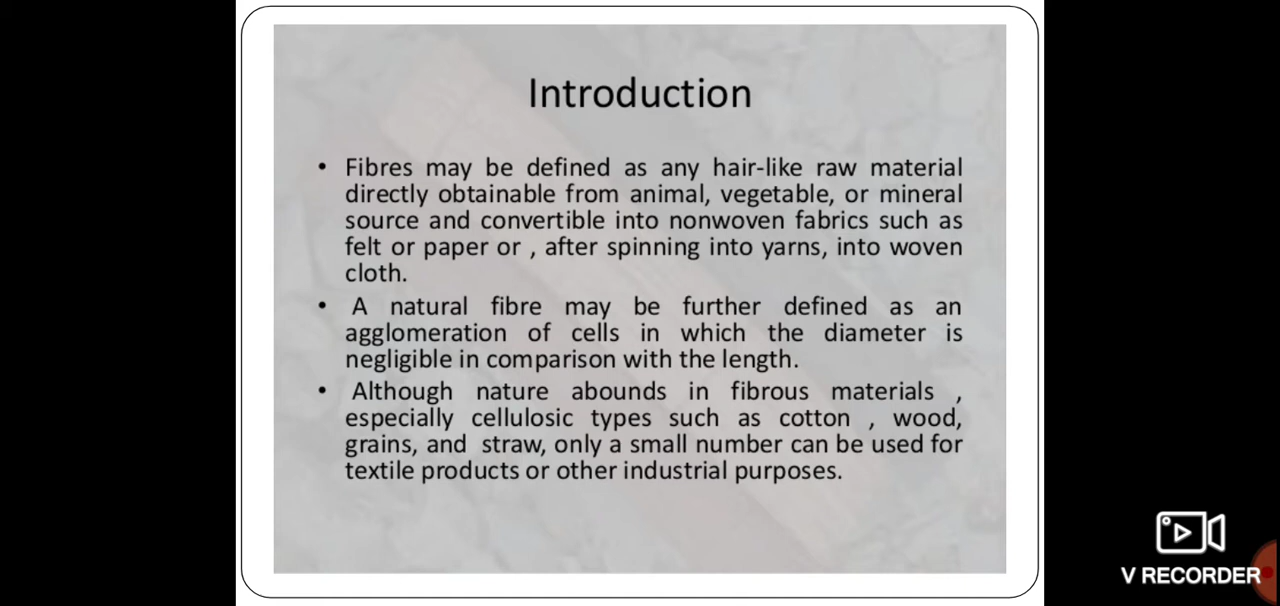 Introduction
• Fibres may be defined as any hair-like raw material
directly obtainable from animal, vegetable, or mineral
source and convertible into nonwoven fabrics such as
felt or paper or , after spinning into yarns, into woven
cloth.
• A natural fibre may be further defined as an
agglomeration of cells in which the diameter is
negligible in comparison with the length.
• Although nature abounds in fibrous materials ,
especially cellulosic types such as cotton , wood,
grains, and straw, only a small number can be used for
textile products or other industrial purposes.
V RECORDER